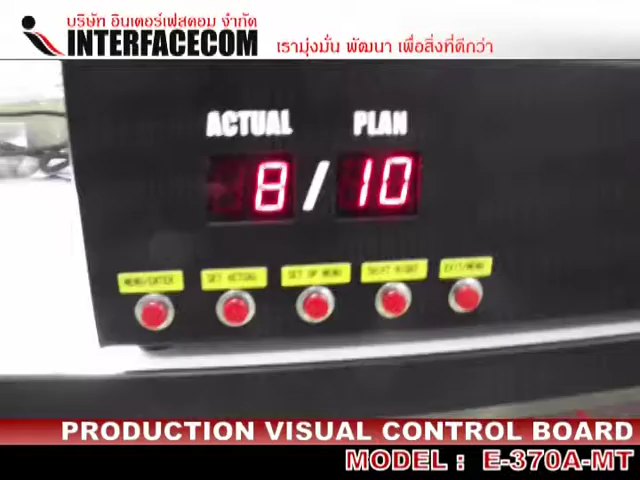 บริษัท อินเตอร์เฟสคอม จำกัด
INTERFACECOM เรามุ่งมั่น พัฒนา เพื่อสิ่งที่ดีกว่า
ACTUAL PLAN
8 / 10
MENU/ENTER SET ACTUAL SET UP MENU EXIT/MENU
PRODUCTION VISUAL CONTROL BOARD
MODEL : E-370A-MT